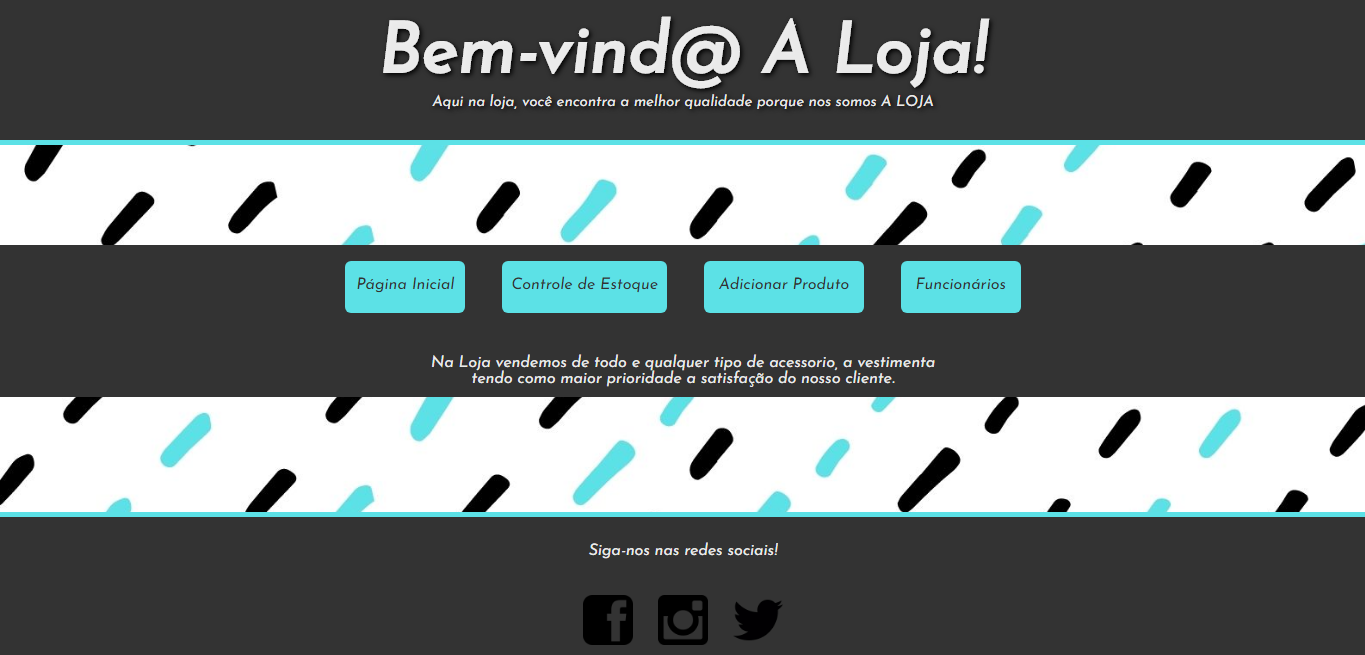 Bem-vind@ A Loja!
Aqui na loja, você encontra a melhor qualidade porque nos somos A LOJA
Página Inicial
Controle de Estoque
Adicionar Produto
Funcionários
Na Loja vendemos de todo e qualquer tipo de acessorio, a vestimenta
tendo como maior prioridade a satisfação do nosso cliente.
Siga-nos nas redes sociais!